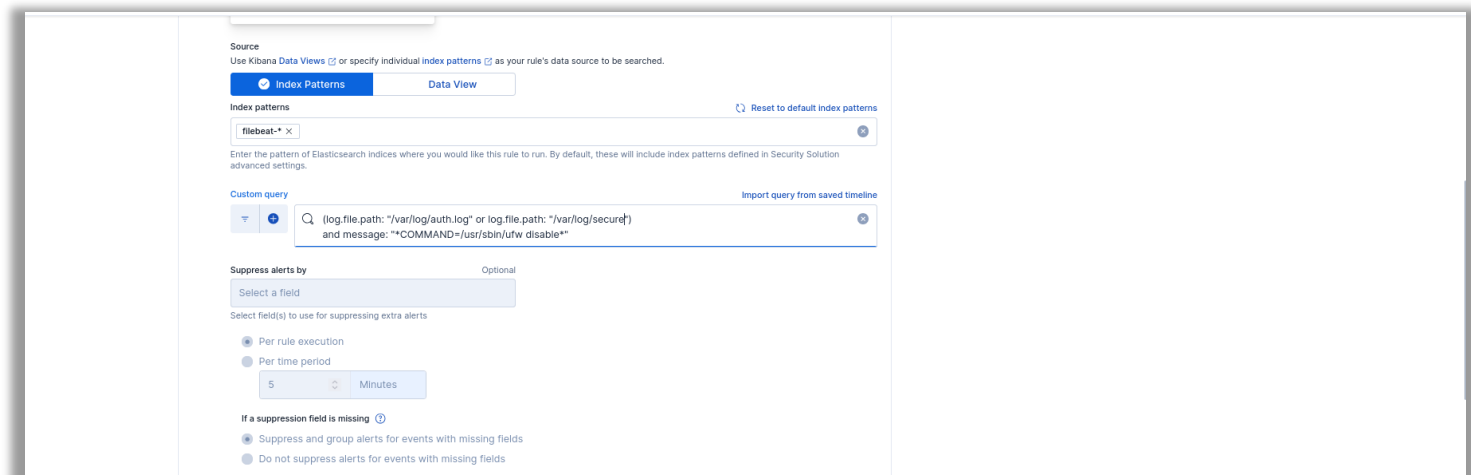 Source
Use Kibana Data Views or specify individual index patterns as your rule's data source to be searched.
Index Patterns Data View
Index patterns Reset to default index patterns
filebeat-*
Enter the pattern of Elasticsearch indices where you would like this rule to run. By default, these will include index patterns defined in Security Solution
advanced settings.
Custom query Import query from saved timeline
(log.file.path: "/var/log/auth.log" or log.file.path: "/var/log/secure")
and message: "*COMMAND=/usr/sbin/ufw disable*"
Suppress alerts by Optional
Select a field
Select field(s) to use for suppressing extra alerts
Per rule execution
Per time period
5 Minutes
If a suppression field is missing
Suppress and group alerts for events with missing fields
Do not suppress alerts for events with missing fields